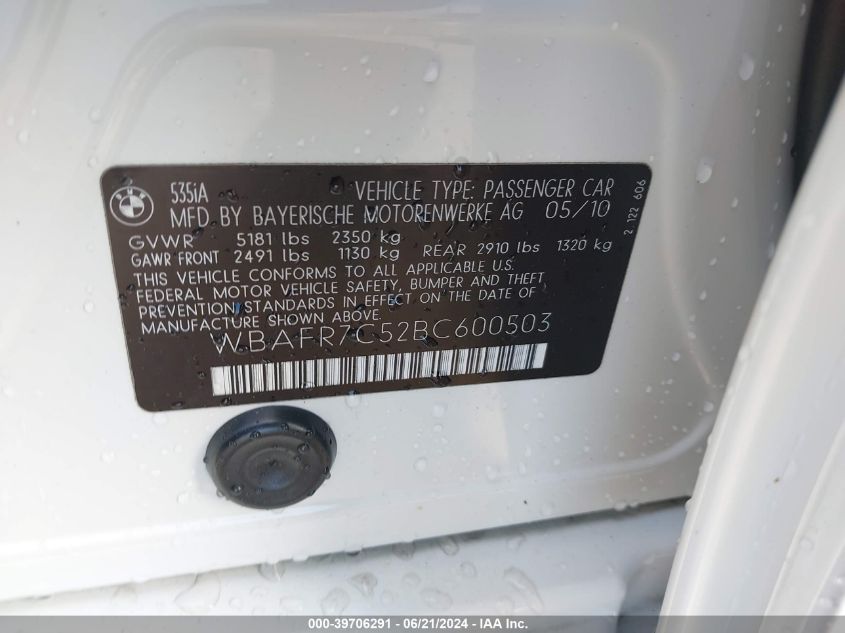 BMW
535iA VEHICLE TYPE: PASSENGER CAR
MFD. BY BAYERISCHE MOTORENWERKE AG 05/10
GVWR 5181 lbs 2350 kg
GAWR FRONT 2491 lbs 1130 kg REAR 2910 lbs 1320 kg
THIS VEHICLE CONFORMS TO ALL APPLICABLE U.S.
FEDERAL MOTOR VEHICLE SAFETY, BUMPER AND THEFT
PREVENTION STANDARDS IN EFFECT ON THE DATE OF
MANUFACTURE SHOWN ABOVE.
WBAFR7C52BC600503
2 122 606
000-39706291 - 06/21/2024 - IAA Inc.